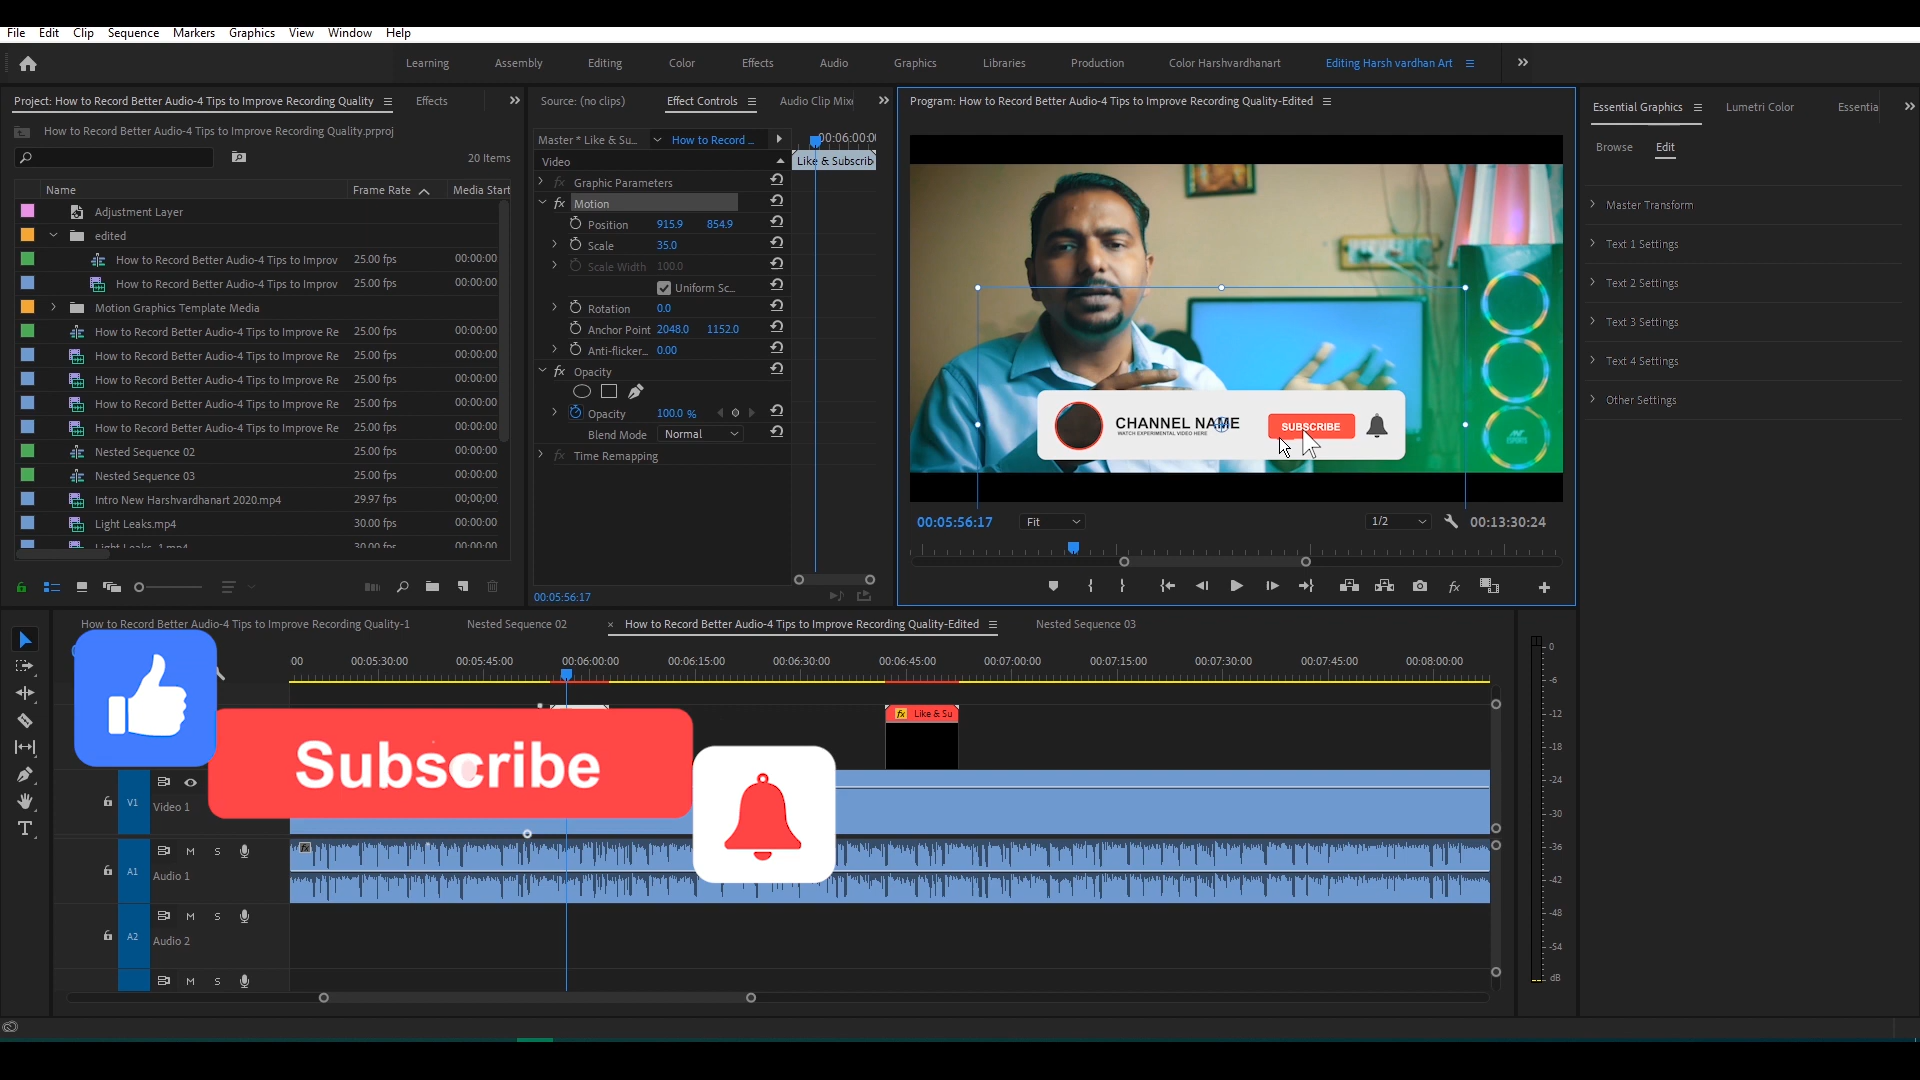 File Edit Clip Sequence Markers Graphics View Window Help
Learning Assembly Editing Color Effects Audio Graphics Libraries Production Color Harshvardhanart Editing Harsh vardhan Art
Project: How to Record Better Audio-4 Tips to Improve Recording Quality Effects
How to Record Better Audio-4 Tips to Improve Recording Quality.prproj
20 Items
Name Frame Rate Media Start
Adjustment Layer
edited
How to Record Better Audio-4 Tips to Improv 25.00 fps 00:00:00
How to Record Better Audio-4 Tips to Improv 25.00 fps 00:00:00
Motion Graphics Template Media
How to Record Better Audio-4 Tips to Improve Re 25.00 fps 00:00:00
How to Record Better Audio-4 Tips to Improve Re 25.00 fps 00:00:00
How to Record Better Audio-4 Tips to Improve Re 25.00 fps 00:00:00
How to Record Better Audio-4 Tips to Improve Re 25.00 fps 00:00:00
How to Record Better Audio-4 Tips to Improve Re 25.00 fps 00:00:00
Nested Sequence 02 25.00 fps 00:00:00
Nested Sequence 03 25.00 fps 00:00:00
Intro New Harshvardhanart 2020.mp4 29.97 fps 00;00;00
Light Leaks.mp4 30.00 fps 00:00:00
Light Leaks_1.mp4 30.00 fps 00:00:00
Source: (no clips) Effect Controls Audio Clip Mix
Master * Like & Su... How to Record ... 00:06:00:0
Video Like & Subscrib
fx Graphic Parameters
fx Motion
Position 915.9 854.9
Scale 35.0
Scale Width 100.0
Uniform Sc...
Rotation 0.0
Anchor Point 2048.0 1152.0
Anti-flicker... 0.00
fx Opacity
Opacity 100.0 %
Blend Mode Normal
fx Time Remapping
00:05:56:17
Program: How to Record Better Audio-4 Tips to Improve Recording Quality-Edited
CHANNEL NAME
WATCH EXPERIMENTAL VIDEO HERE
SUBSCRIBE
ESPORTS
00:05:56:17 Fit 1/2 00:13:30:24
fx
Essential Graphics Lumetri Color Essentia
Browse Edit
Master Transform
Text 1 Settings
Text 2 Settings
Text 3 Settings
Text 4 Settings
Other Settings
How to Record Better Audio-4 Tips to Improve Recording Quality-1 Nested Sequence 02 × How to Record Better Audio-4 Tips to Improve Recording Quality-Edited Nested Sequence 03
00 00:05:30:00 00:05:45:00 00:06:00:00 00:06:15:00 00:06:30:00 00:06:45:00 00:07:00:00 00:07:15:00 00:07:30:00 00:07:45:00 00:08:00:00
fx Like & Su
Subscribe
V1 Video 1
fx
A1 M S Audio 1
A2 M S Audio 2
M S
T
0
-6
-12
-18
-24
-30
-36
-42
-48
-54
dB